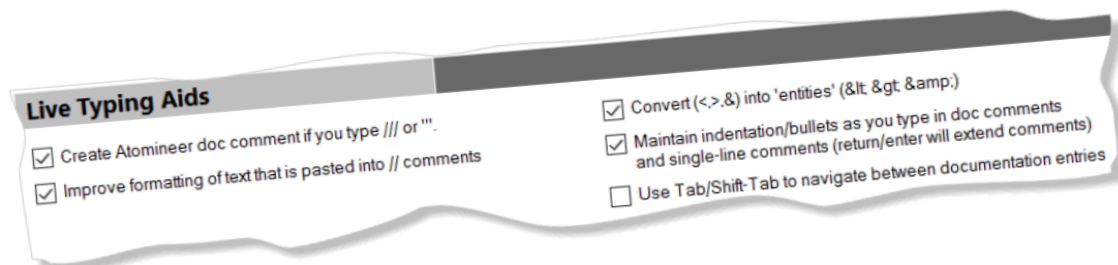 Live Typing Aids
Create Atomineer doc comment if you type /// or '''.
Improve formatting of text that is pasted into // comments
Convert (<,>,&) into 'entities' (&lt &gt &amp;)
Maintain indentation/bullets as you type in doc comments
and single-line comments (return/enter will extend comments)
Use Tab/Shift-Tab to navigate between documentation entries